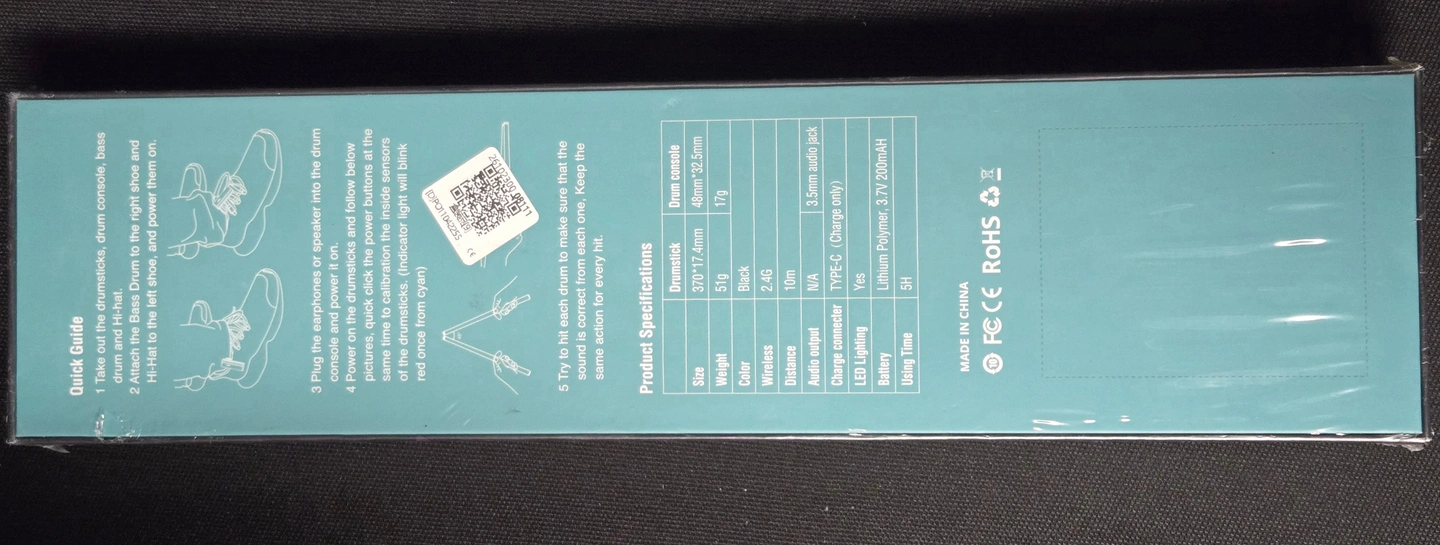 Quick Guide
1 Take out the drumsticks, drum console, bass
drum and Hi-hat.
2 Attach the Bass Drum to the right shoe and
Hi-Hat to the left shoe, and power them on.
3 Plug the earphones or speaker into the drum
console and power it on.
4 Power on the drumsticks and follow below
pictures, quick click the power buttons at the
same time to calibration the inside sensors
of the drumsticks. (Indicator light will blink
red once from cyan)
5 Try to hit each drum to make sure that the
sound is correct from each one, Keep the
same action for every hit.
Product Specifications
Drumstick Drum console
Size 370*17.4mm 48mm*32.5mm
Weight 51g 17g
Color Black
Wireless 2.4G
Distance 10m
Audio output N/A 3.5mm audio jack
Charge connecter TYPE-C (Charge only)
LED Lighting Yes
Battery Lithium Polymer, 3.7V 200mAH
Using Time 5H
MADE IN CHINA
10 FC CE RoHS